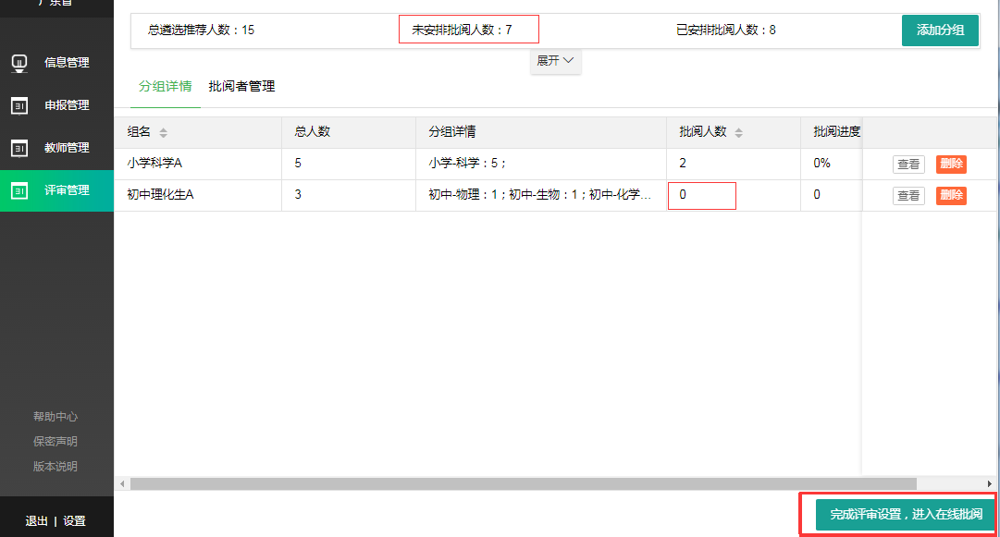 广东省
信息管理
申报管理
教师管理
评审管理
帮助中心
保密声明
版本说明
退出 | 设置
总遴选推荐人数：15 未安排批阅人数：7 已安排批阅人数：8 添加分组
展开
分组详情 批阅者管理
组名 总人数 分组详情 批阅人数 批阅进度
小学科学A 5 小学-科学：5； 2 0% 查看 删除
初中理化生A 3 初中-物理：1；初中-生物：1；初中-化学... 0 0 查看 删除
完成评审设置，进入在线批阅